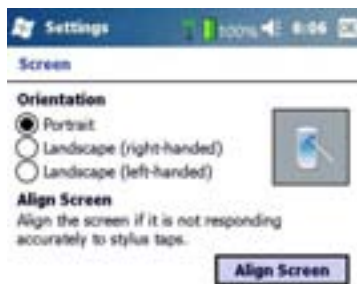 Settings 100% 8:06 OK
Screen
Orientation
Portrait
Landscape (right-handed)
Landscape (left-handed)
Align Screen
Align the screen if it is not responding
accurately to stylus taps.
Align Screen